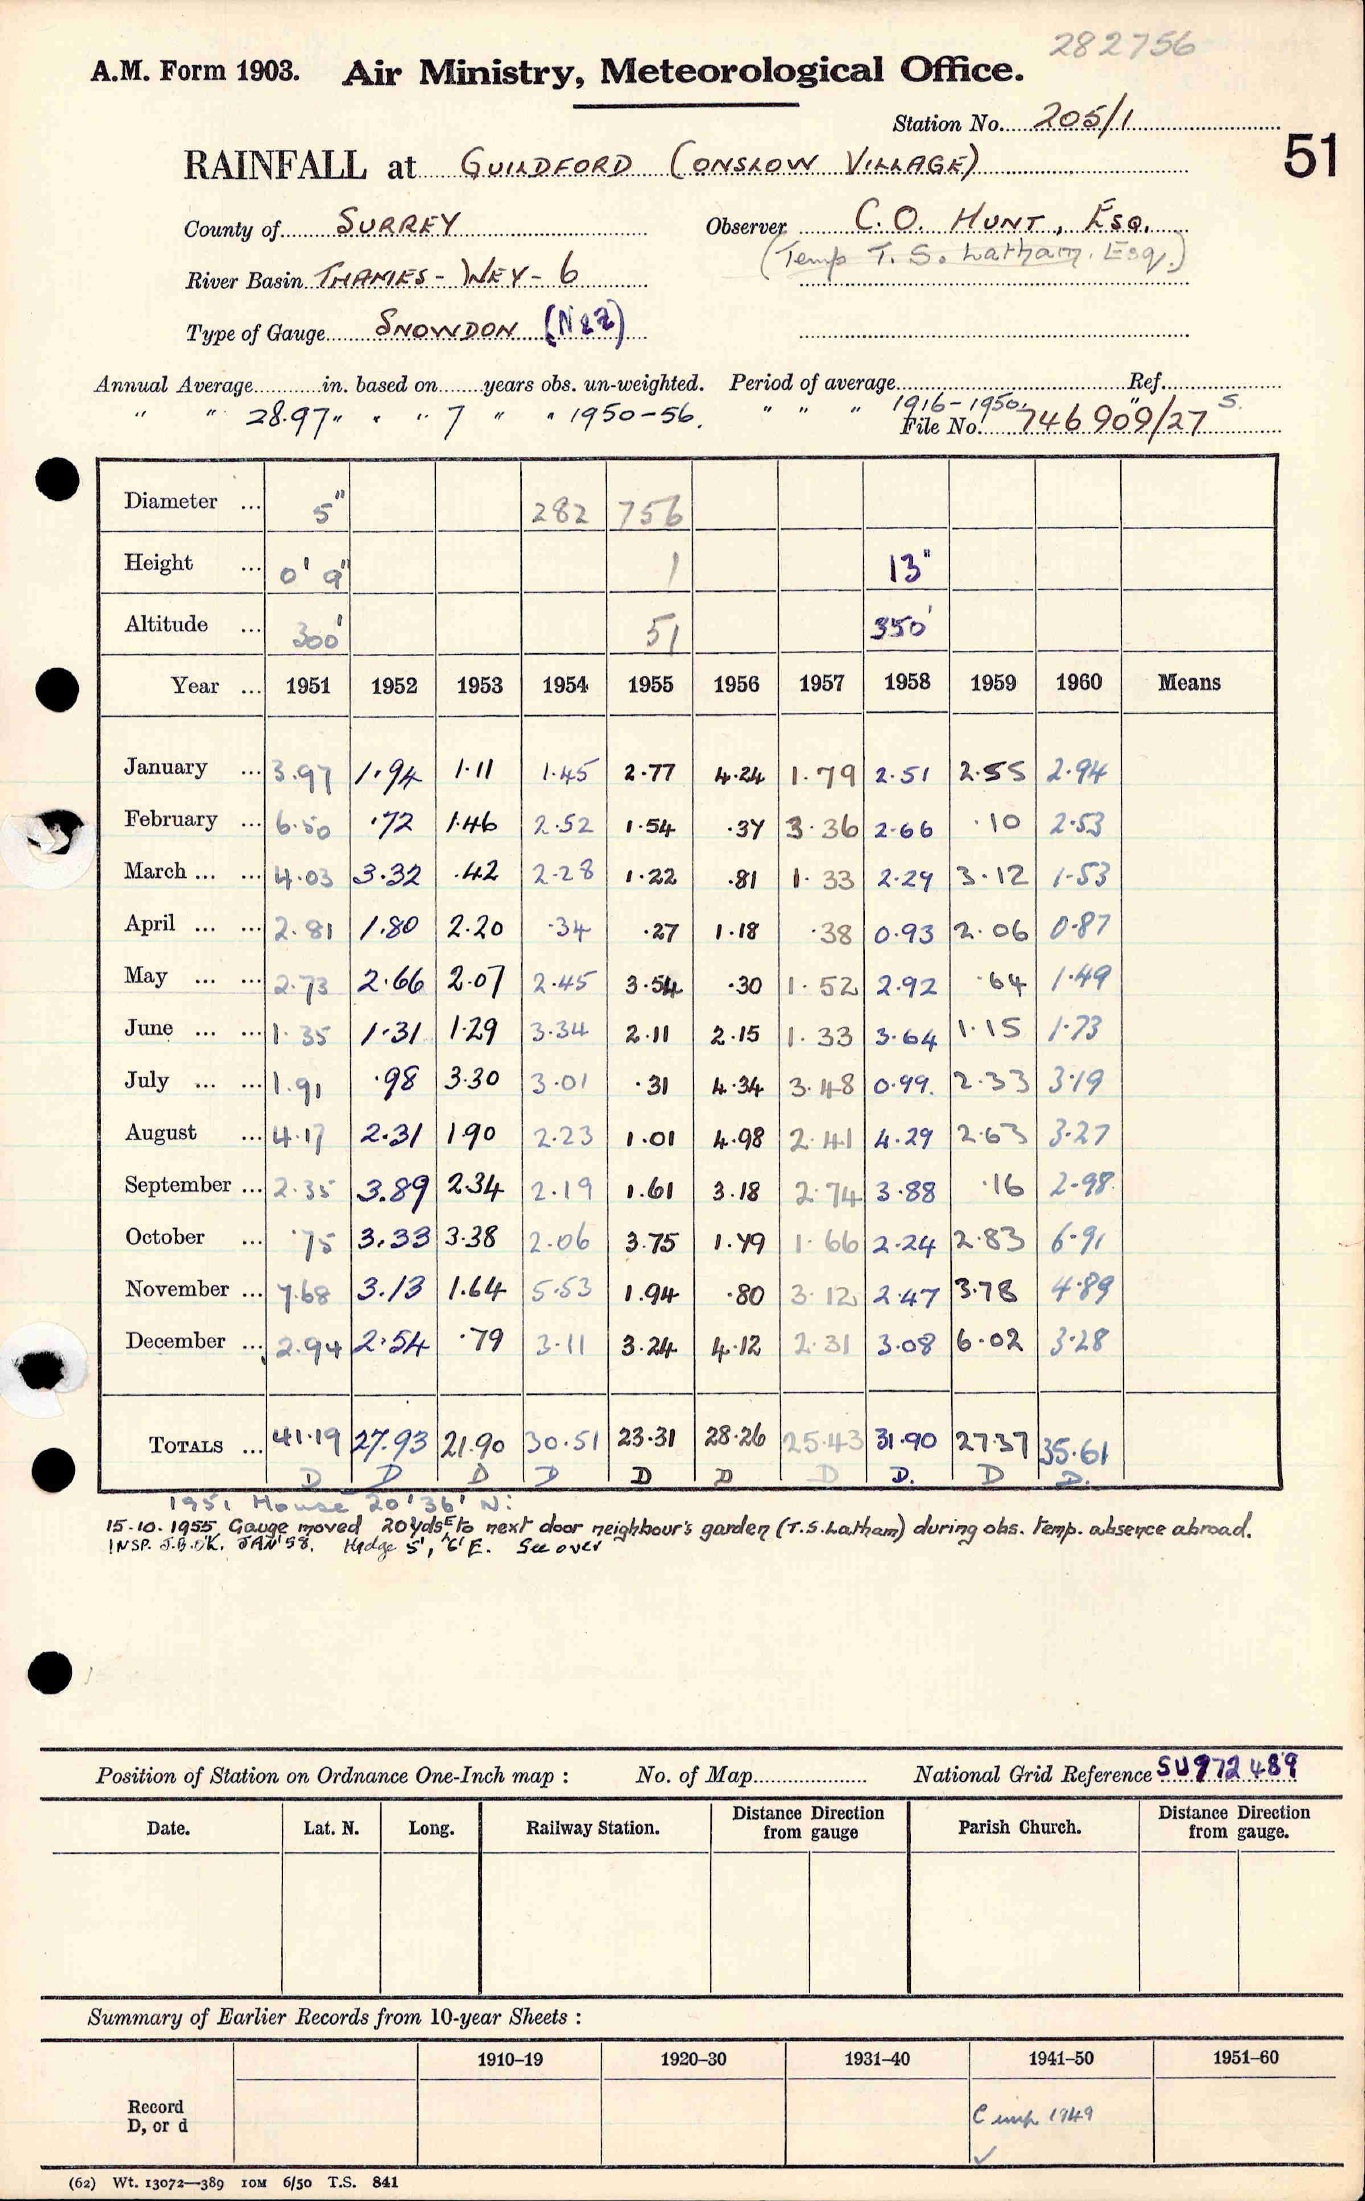 282756
A.M. Form 1903. Air Ministry, Meteorological Office.
Station No. 205/1
51
RAINFALL at GUILDFORD (ONSLOW VILLAGE)
County of SURREY Observer C.O. HUNT, ESQ.
(Temp T. S. Latham. Esq.)
River Basin THAMES - WEY - 6
Type of Gauge SNOWDON
Annual Average in. based on years obs. un-weighted. Period of average Ref.
" " 28.97 " " " 7 " " 1950-56. " " " 1916-1950. " S.
File No. 746909/27
Diameter ... 5" 282 756
Height ... 0' 9" 1 13"
Altitude ... 300' 51 350'
Year ... 1951 1952 1953 1954 1955 1956 1957 1958 1959 1960 Means
January ... 3.97 1.94 1.11 1.45 2.77 4.24 1.79 2.51 2.55 2.94
February ... 6.50 .72 1.46 2.52 1.54 .37 3.36 2.66 .10 2.53
March ... ... 4.03 3.32 .42 2.28 1.22 .81 1.33 2.29 3.12 1.53
April ... ... 2.81 1.80 2.20 .34 .27 1.18 .38 0.93 2.06 0.87
May ... ... 2.73 2.66 2.07 2.45 3.54 .30 1.52 2.92 .64 1.49
June ... ... 1.35 1.31 1.29 3.34 2.11 2.15 1.33 3.64 1.15 1.73
July ... ... 1.91 .98 3.30 3.01 .31 4.34 3.48 0.99. 2.33 3.19
August ... 4.17 2.31 1.90 2.23 1.01 4.98 2.41 4.29 2.63 3.27
September ... 2.35 3.89 2.34 2.19 1.61 3.18 2.74 3.88 .16 2.98
October ... .75 3.33 3.38 2.06 3.75 1.79 1.66 2.24 2.83 6.91
November ... 7.68 3.13 1.64 5.53 1.94 .80 3.12 2.47 3.78 4.89
December ... 2.94 2.54 .79 3.11 3.24 4.12 2.31 3.08 6.02 3.28
TOTALS ... 41.19 27.93 21.90 30.51 23.31 28.26 25.43 31.90 27.37 35.61
D D D D D D D D. D D.
1951 House 20' 36' N.
15.10.1955 Gauge moved 20yds E to next door neighbour's garden (T.S. Latham) during obs. temp. absence abroad.
INSP. J.B. OK. JAN '58. Hedge 5', 6' E. See over
Position of Station on Ordnance One-Inch map : No. of Map National Grid Reference SU972489
Date. Lat. N. Long. Railway Station. Distance Direction from gauge Parish Church. Distance Direction from gauge.
Summary of Earlier Records from 10-year Sheets :
1910–19 1920–30 1931–40 1941–50 1951–60
Record
D, or d
1949
(62) Wt. 13072—389 10M 6/50 T.S. 841